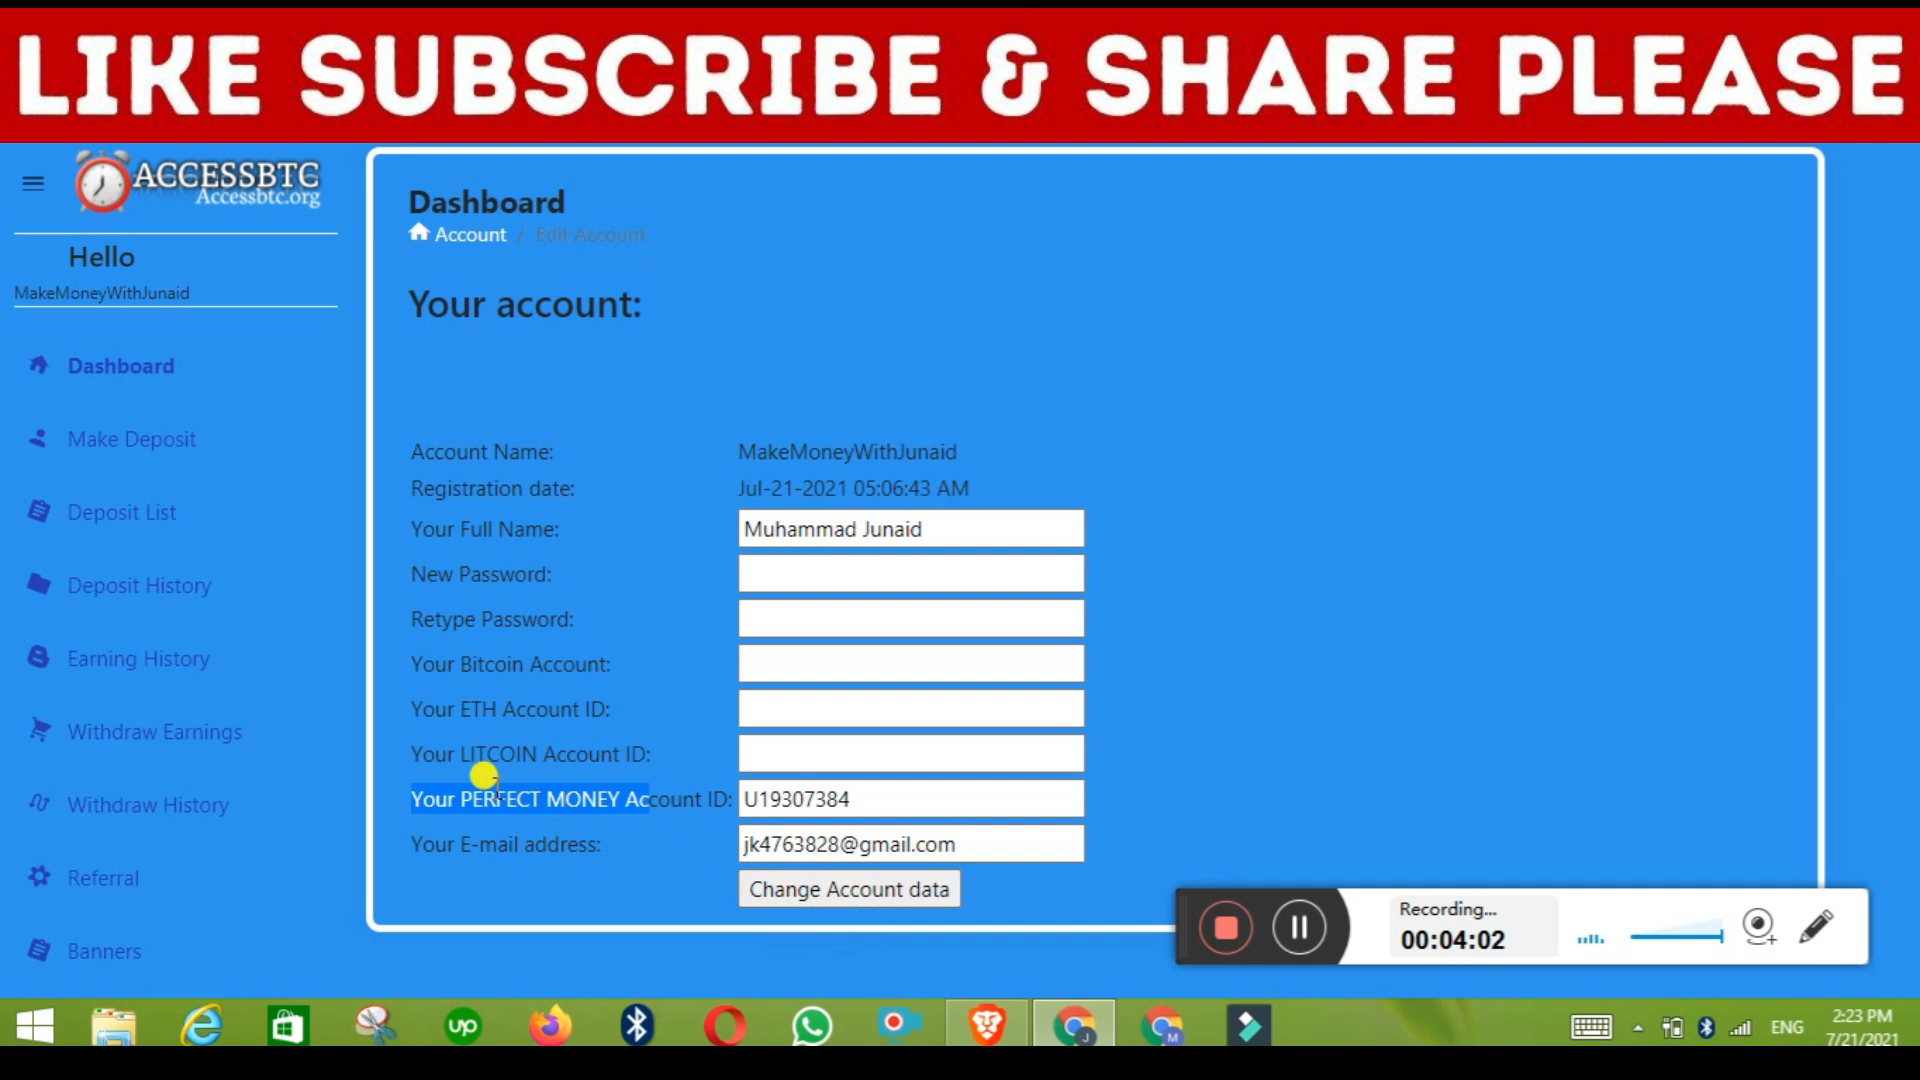 LIKE SUBSCRIBE & SHARE PLEASE
ACCESSBTC
Accessbtc.org
Hello
MakeMoneyWithJunaid
Dashboard
Make Deposit
Deposit List
Deposit History
Earning History
Withdraw Earnings
Withdraw History
Referral
Banners
Dashboard
Account / Edit Account
Your account:
Account Name: MakeMoneyWithJunaid
Registration date: Jul-21-2021 05:06:43 AM
Your Full Name: Muhammad Junaid
New Password:
Retype Password:
Your Bitcoin Account:
Your ETH Account ID:
Your LITCOIN Account ID:
Your PERFECT MONEY Account ID: U19307384
Your E-mail address: jk4763828@gmail.com
Change Account data
Recording...
00:04:02
up
J
M
ENG
2:23 PM
7/21/2021